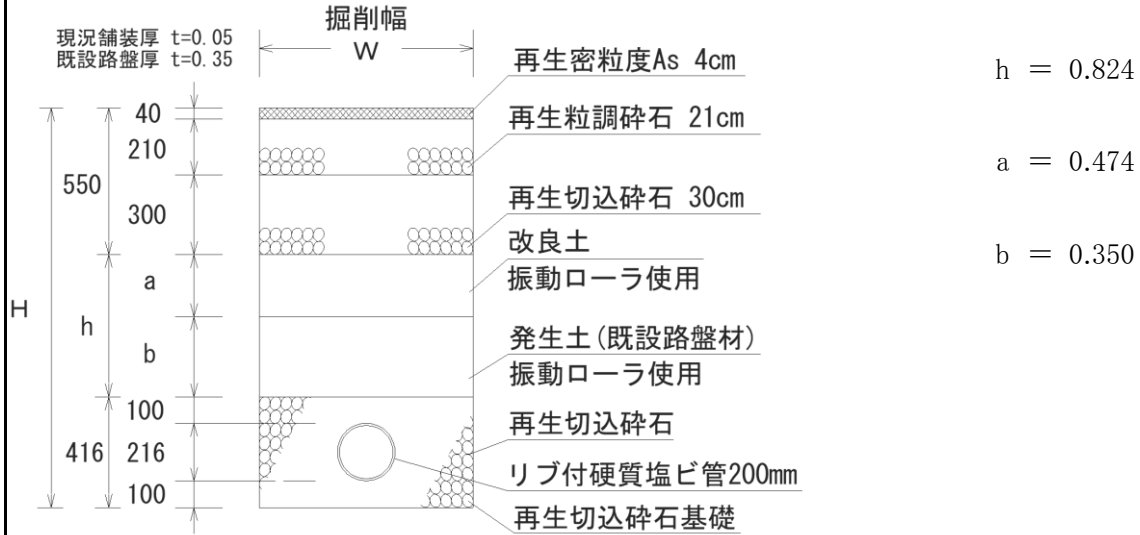 掘削幅
W
現況舗装厚 t=0.05
既設路盤厚 t=0.35
H
550
h
416
40
210
300
a
b
100
216
100
再生密粒度As 4cm
再生粒調砕石 21cm
再生切込砕石 30cm
改良土
振動ローラ使用
発生土(既設路盤材)
振動ローラ使用
再生切込砕石
リブ付硬質塩ビ管200mm
再生切込砕石基礎
h = 0.824
a = 0.474
b = 0.350